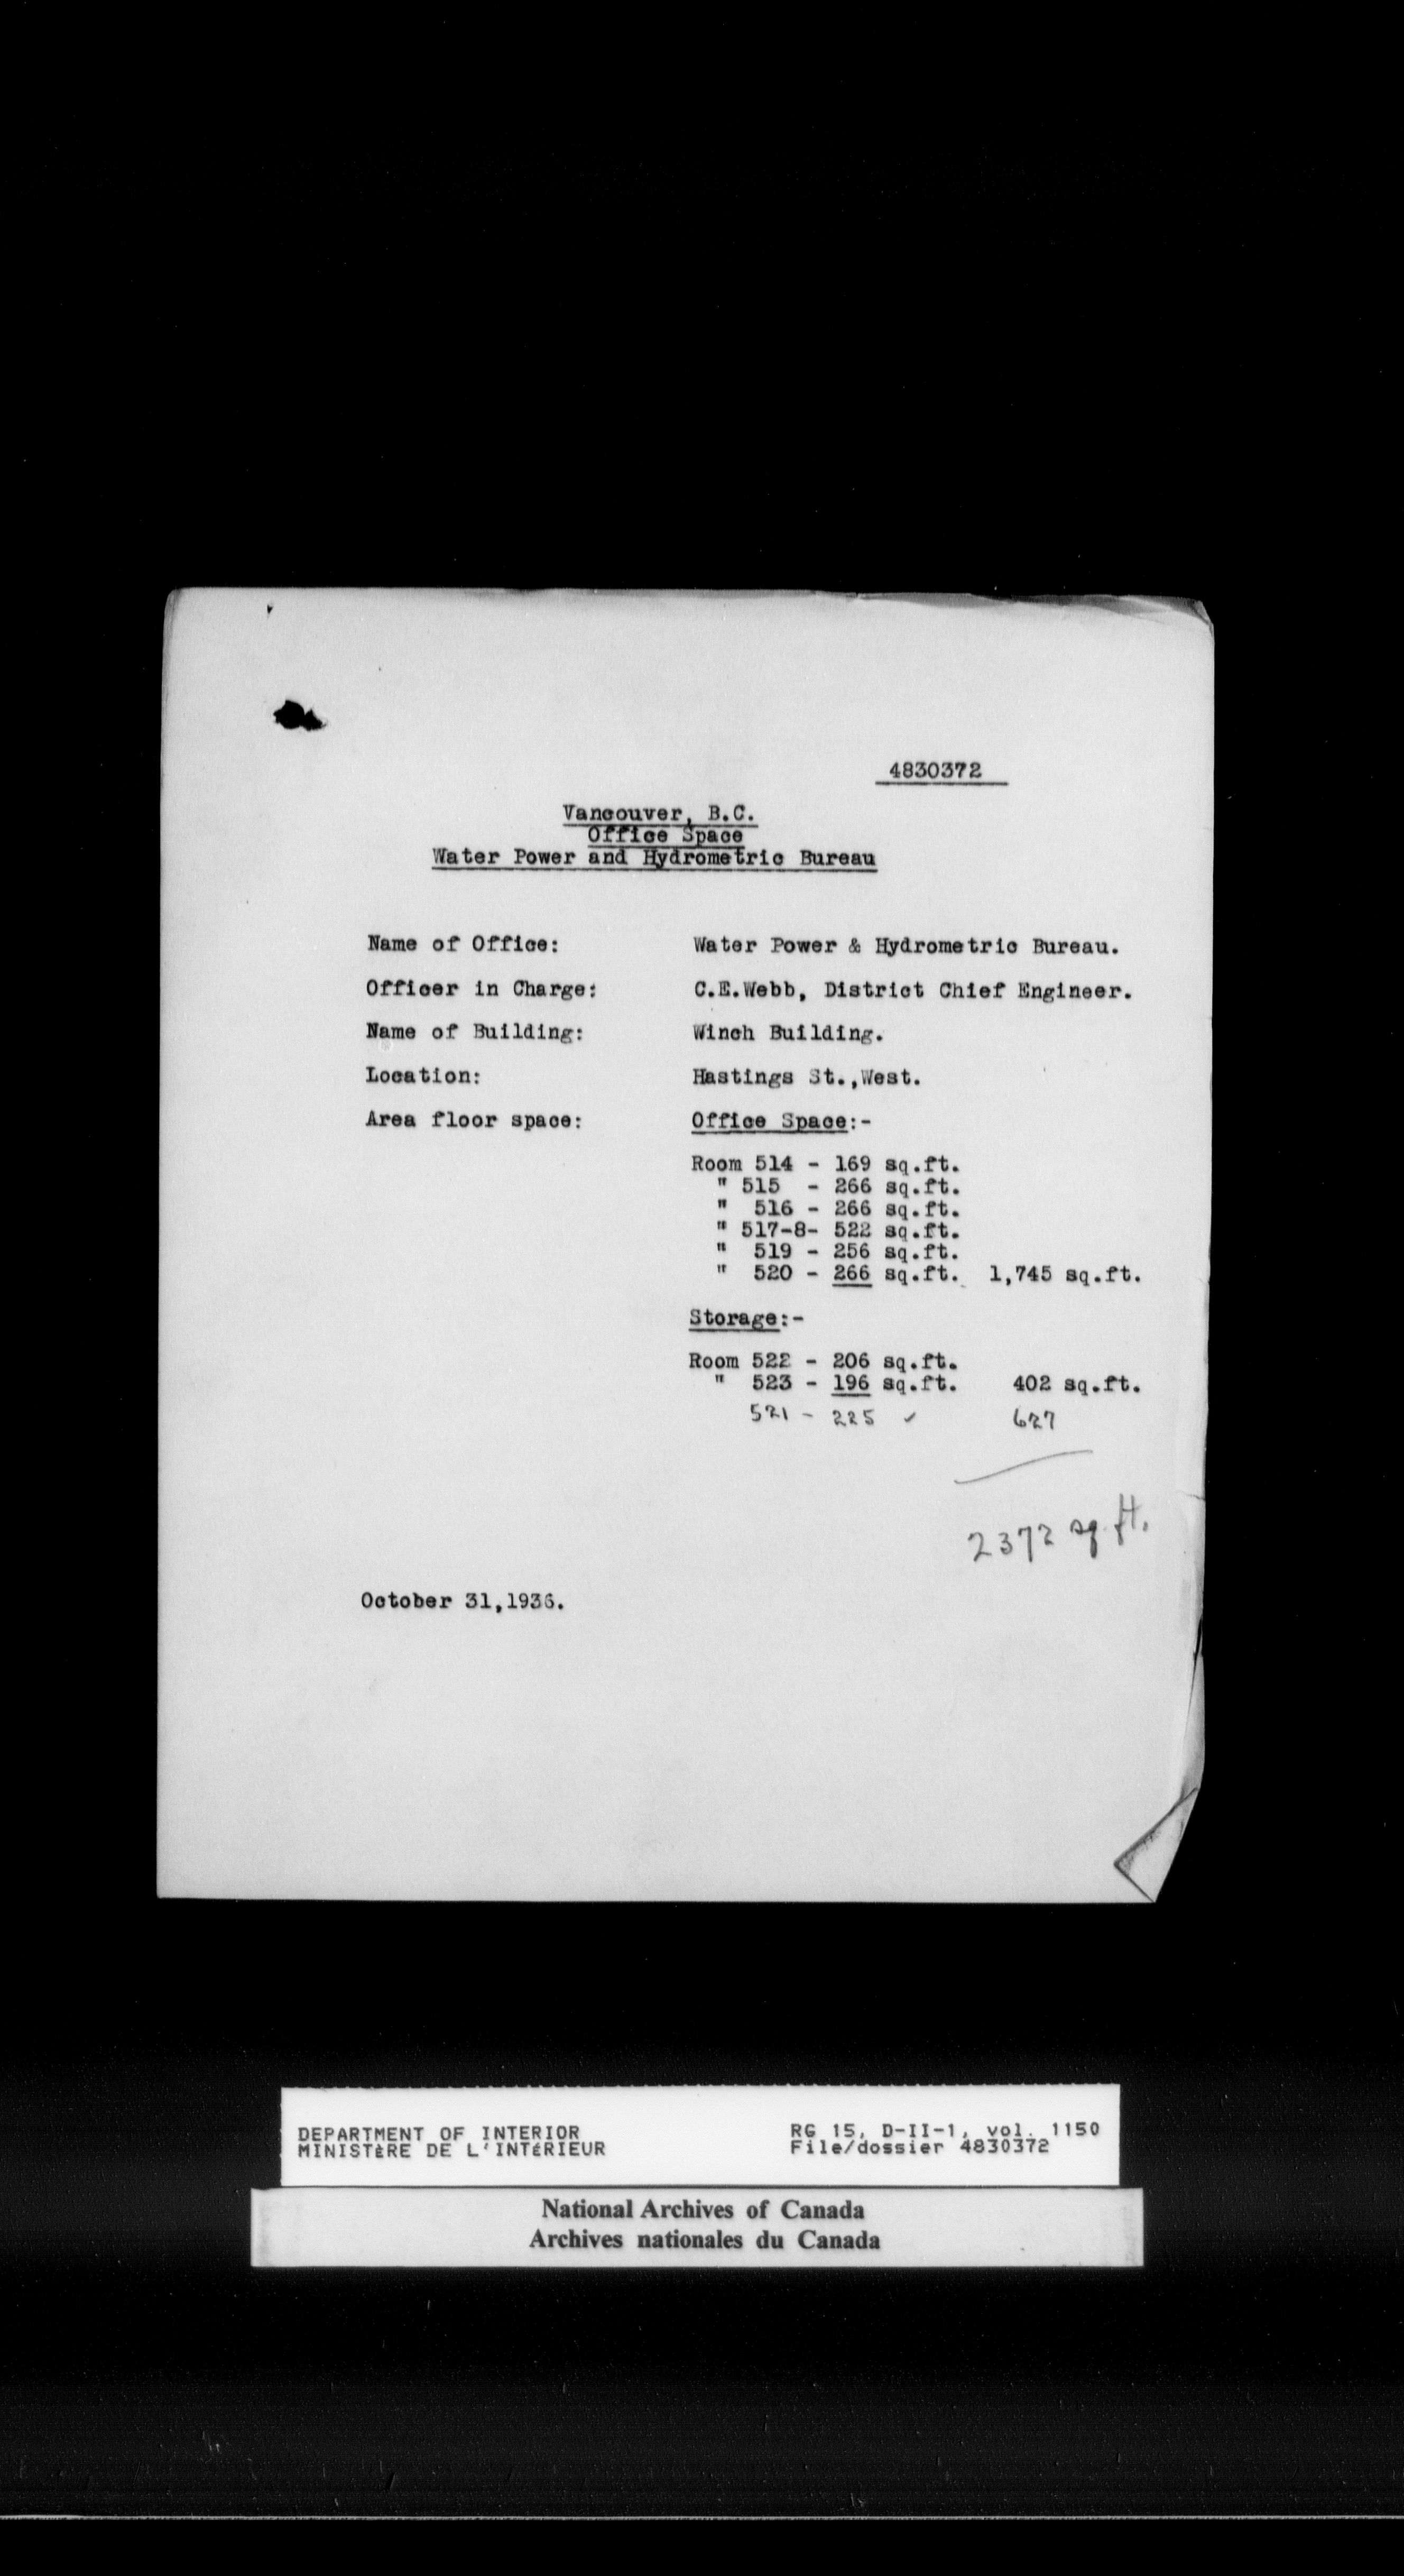 4830372
Vancouver, B.C.
Office Space
Water Power and Hydrometric Bureau
Name of Office: Water Power & Hydrometric Bureau.
Officer in Charge: C.E.Webb, District Chief Engineer.
Name of Building: Winch Building.
Location: Hastings St.,West.
Area floor space: Office Space:-
Room 514 - 169 sq.ft.
" 515 - 266 sq.ft.
" 516 - 266 sq.ft.
" 517-8- 522 sq.ft.
" 519 - 256 sq.ft.
" 520 - 266 sq.ft. 1,745 sq.ft.
Storage:-
Room 522 - 206 sq.ft.
" 523 - 196 sq.ft. 402 sq.ft.
521 - 225 ✓ 627
2372 sq. ft.
October 31,1936.
DEPARTMENT OF INTERIOR RG 15, D-II-1, vol. 1150
MINISTÈRE DE L'INTÉRIEUR File/dossier 4830372
National Archives of Canada
Archives nationales du Canada